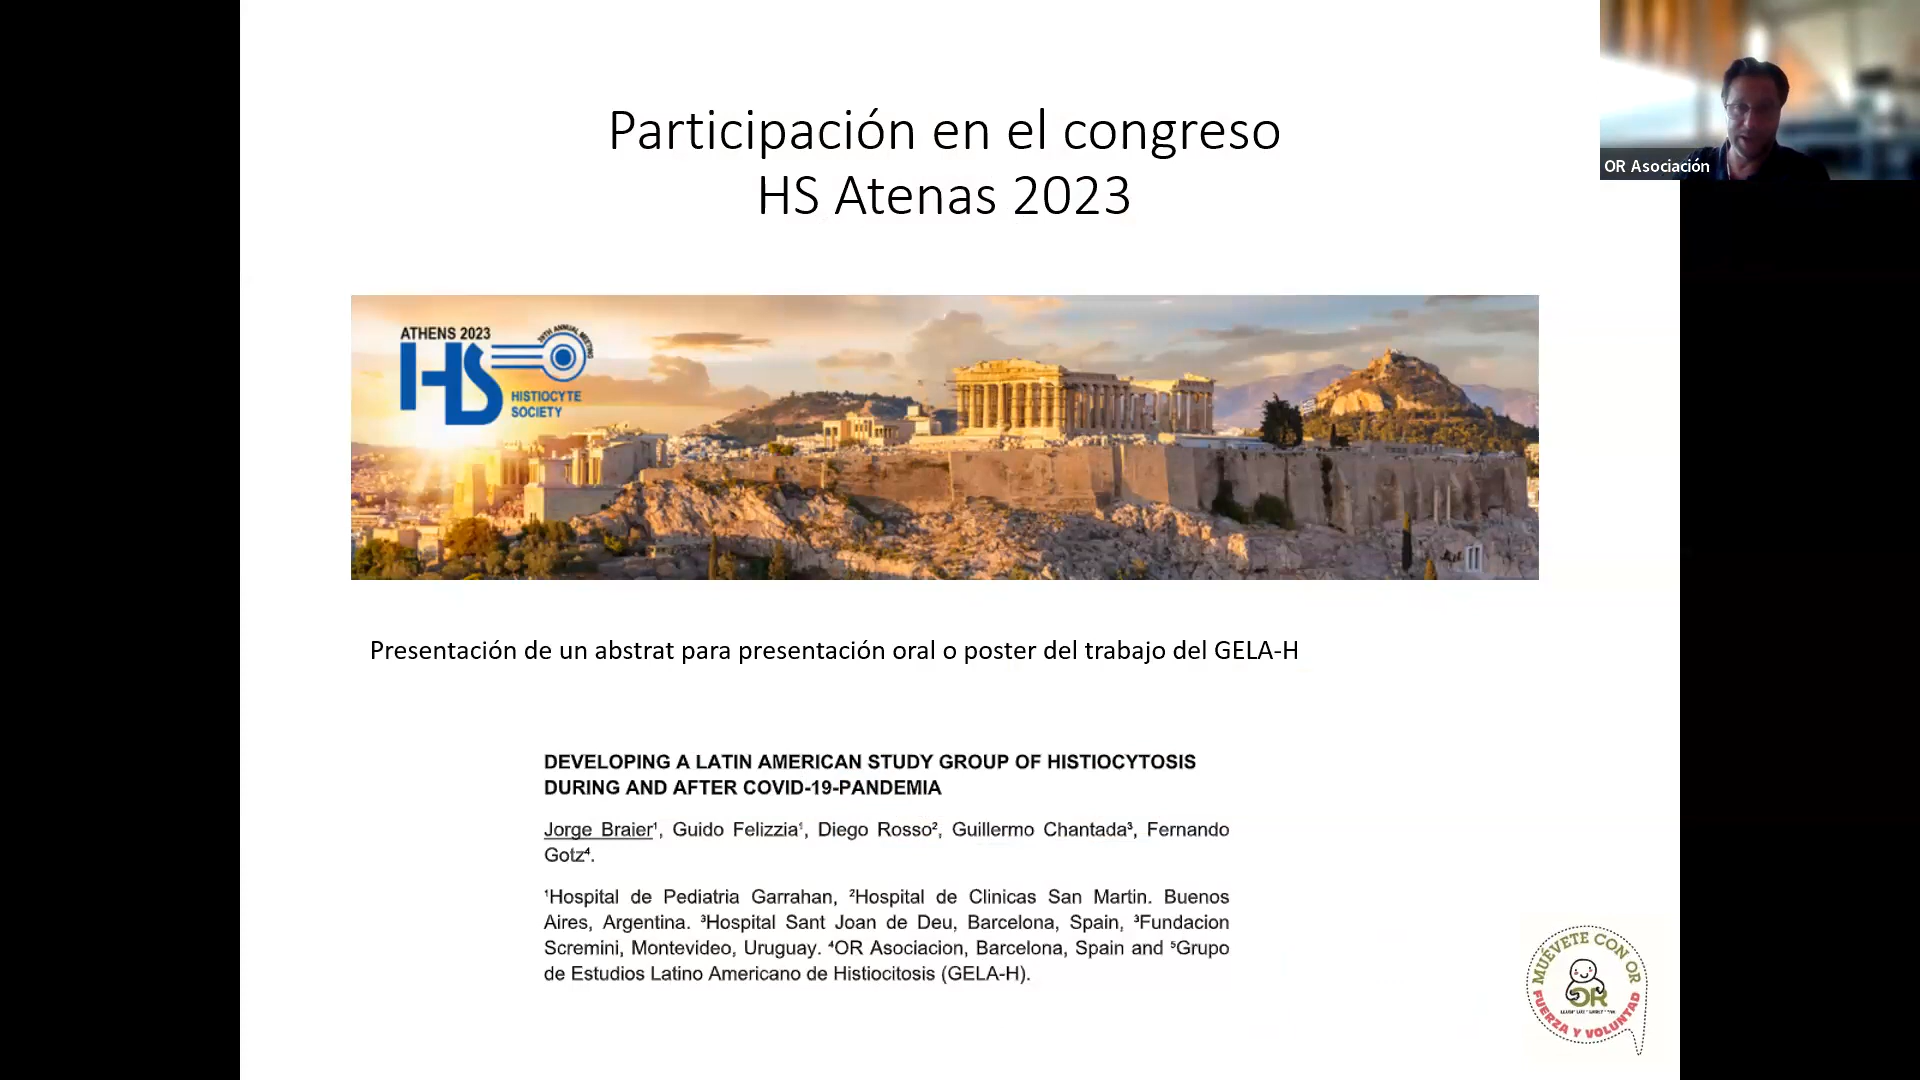 Participación en el congreso
HS Atenas 2023
OR Asociación
ATHENS 2023
39TH ANNUAL MEETING
HS
HISTIOCYTE
SOCIETY
Presentación de un abstrat para presentación oral o poster del trabajo del GELA-H
DEVELOPING A LATIN AMERICAN STUDY GROUP OF HISTIOCYTOSIS
DURING AND AFTER COVID-19-PANDEMIA
Jorge Braier¹, Guido Felizzia¹, Diego Rosso², Guillermo Chantada³, Fernando
Gotz⁴.
¹Hospital de Pediatria Garrahan, ²Hospital de Clinicas San Martin. Buenos
Aires, Argentina. ³Hospital Sant Joan de Deu, Barcelona, Spain, ³Fundacion
Scremini, Montevideo, Uruguay. ⁴OR Asociacion, Barcelona, Spain and ⁵Grupo
de Estudios Latino Americano de Histiocitosis (GELA-H).
MUÉVETE CON OR
OR
FUERZA Y VOLUNTAD